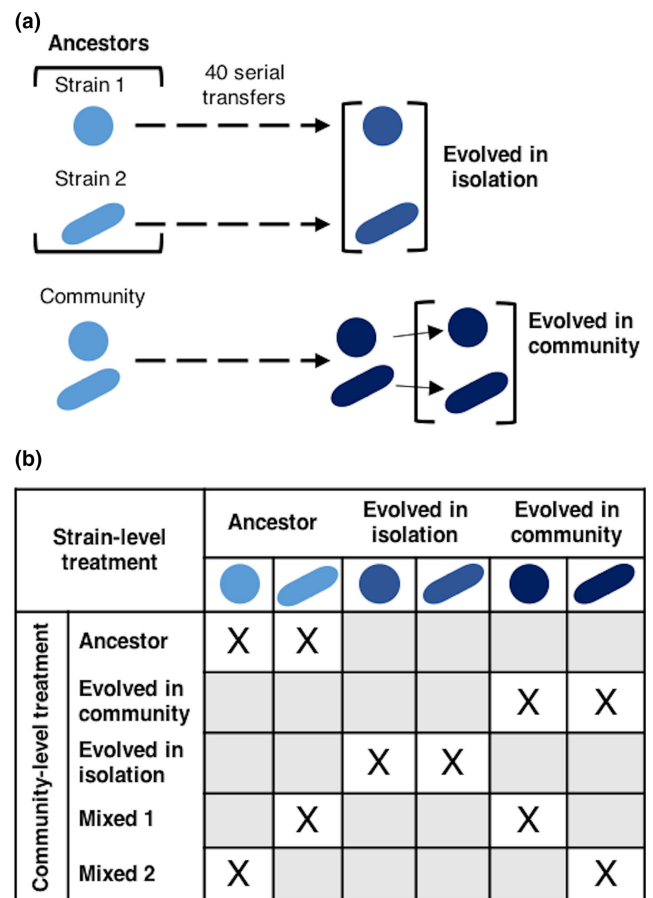 (a)
Ancestors
Strain 1
40 serial
transfers
Evolved in
isolation
Strain 2
Community
Evolved in
community
(b)
Strain-level
treatment
Ancestor
Evolved in
isolation
Evolved in
community
Community-level treatment
Ancestor
X X
Evolved in
community
X X
Evolved in
isolation
X X
Mixed 1
X X
Mixed 2
X X